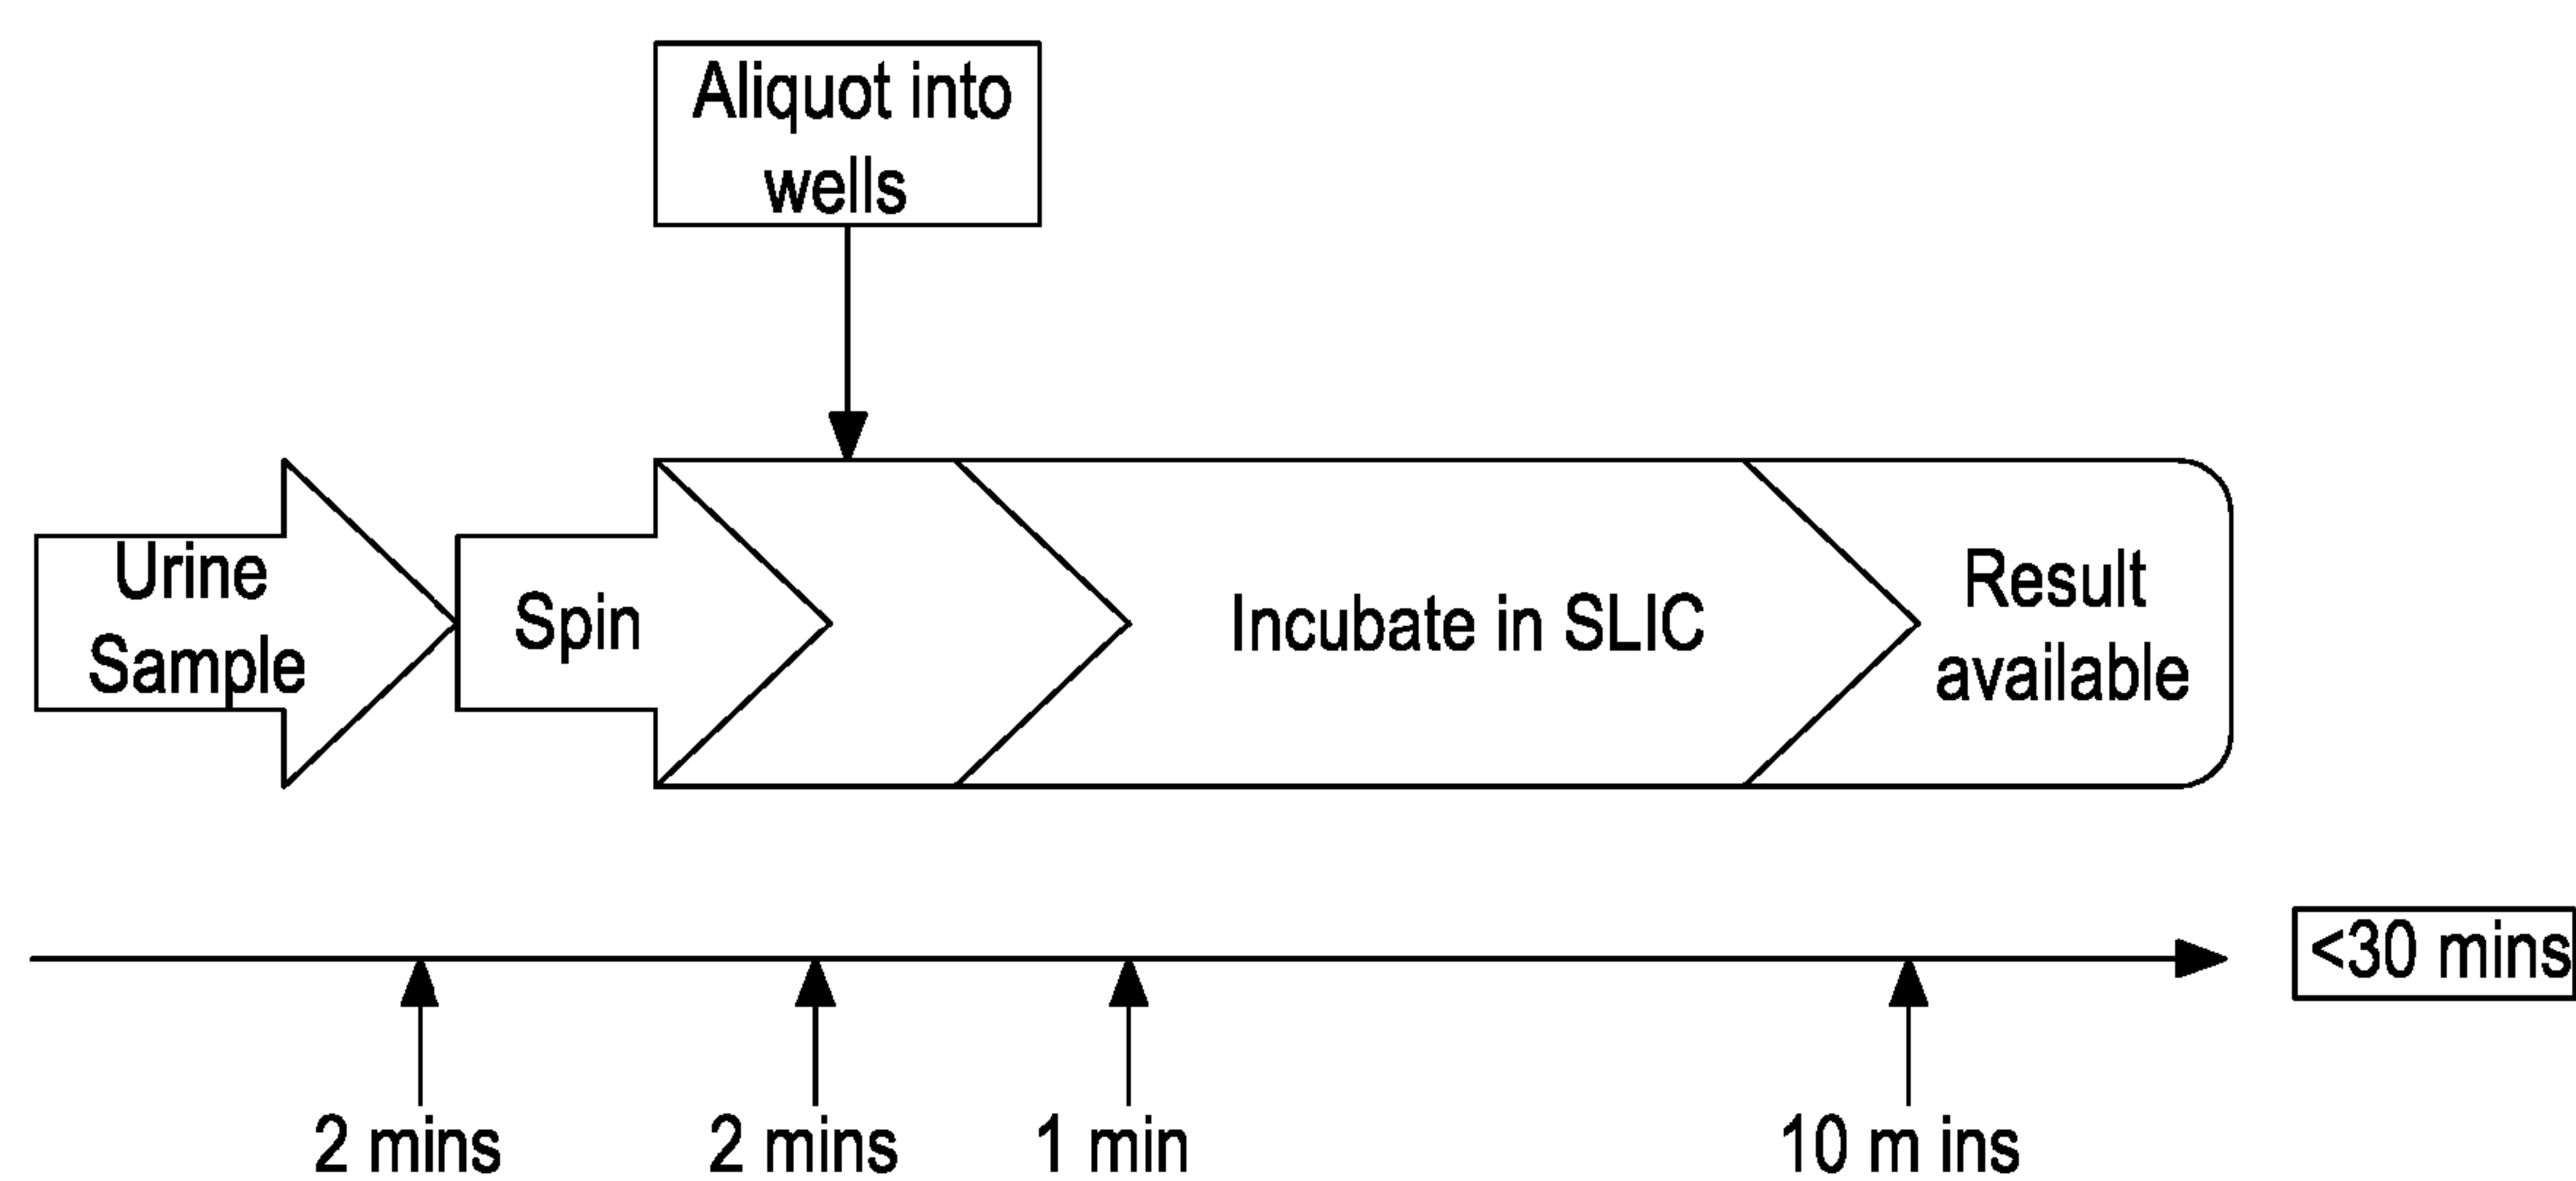 Aliquot into
wells
Urine
Sample
Spin
Incubate in SLIC
Result
available
<30 mins
2 mins
2 mins
1 min
10 m ins